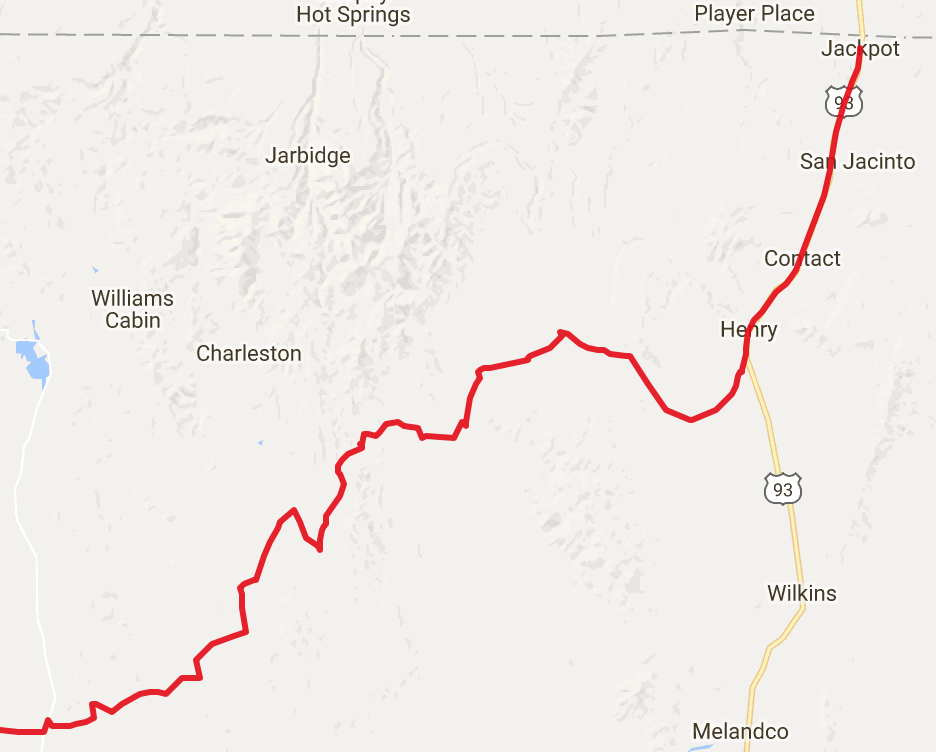 Hot Springs
Player Place
Jackpot
93
Jarbidge
San Jacinto
Contact
Williams
Cabin
Henry
Charleston
93
Wilkins
Melandco